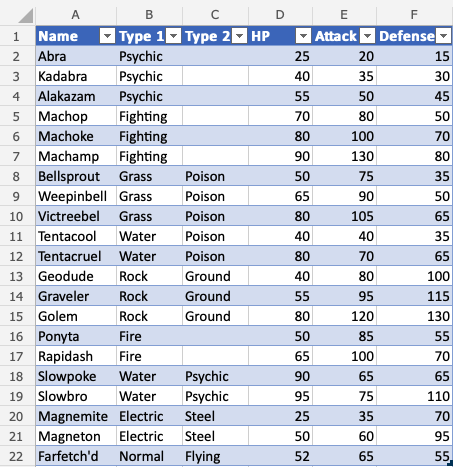 A B C D E F
1 Name Type 1 Type 2 HP Attack Defense
2 Abra Psychic 25 20 15
3 Kadabra Psychic 40 35 30
4 Alakazam Psychic 55 50 45
5 Machop Fighting 70 80 50
6 Machoke Fighting 80 100 70
7 Machamp Fighting 90 130 80
8 Bellsprout Grass Poison 50 75 35
9 Weepinbell Grass Poison 65 90 50
10 Victreebel Grass Poison 80 105 65
11 Tentacool Water Poison 40 40 35
12 Tentacruel Water Poison 80 70 65
13 Geodude Rock Ground 40 80 100
14 Graveler Rock Ground 55 95 115
15 Golem Rock Ground 80 120 130
16 Ponyta Fire 50 85 55
17 Rapidash Fire 65 100 70
18 Slowpoke Water Psychic 90 65 65
19 Slowbro Water Psychic 95 75 110
20 Magnemite Electric Steel 25 35 70
21 Magneton Electric Steel 50 60 95
22 Farfetch'd Normal Flying 52 65 55